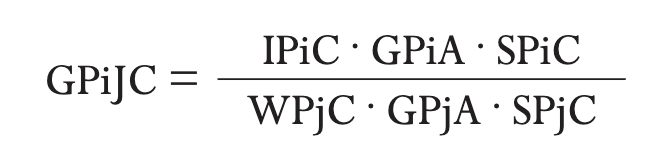 IPiC · GPiA · SPiC
GPiJC =
WPjC · GPjA · SPjC